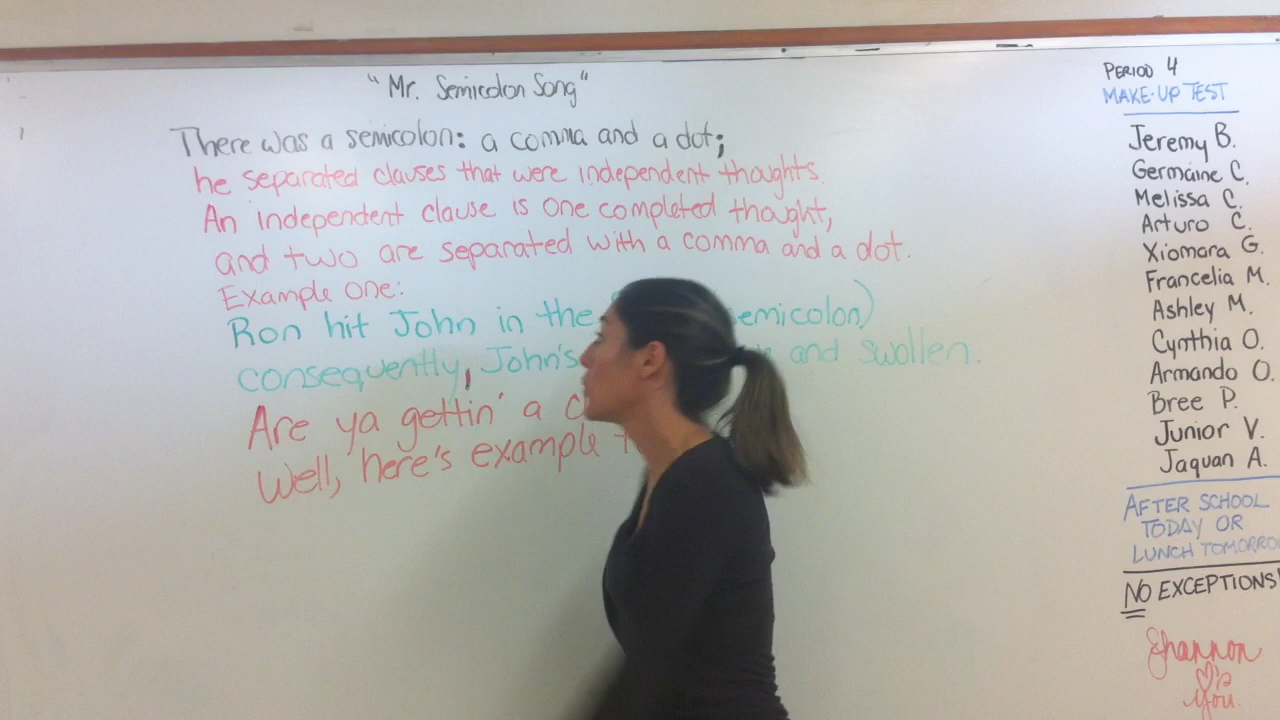 "Mr. Semicolon Song"
There was a semicolon: a comma and a dot;
he separated clauses that were independent thoughts.
An independent clause is one completed thought,
and two are separated with a comma and a dot.
Example one:
Ron hit John in the emicolon)
consequently, John's and swollen.
Are ya gettin' a
Well, here's example
PERIOD 4
MAKE-UP TEST
Jeremy B.
Germaine C.
Melissa C.
Arturo C.
Xiomara G.
Francelia M.
Ashley M.
Cynthia O.
Armando O.
Bree P.
Junior V.
Jaquan A.
AFTER SCHOOL
TODAY OR
LUNCH TOMORRO
NO EXCEPTIONS!
Shannon
♡'s
you.